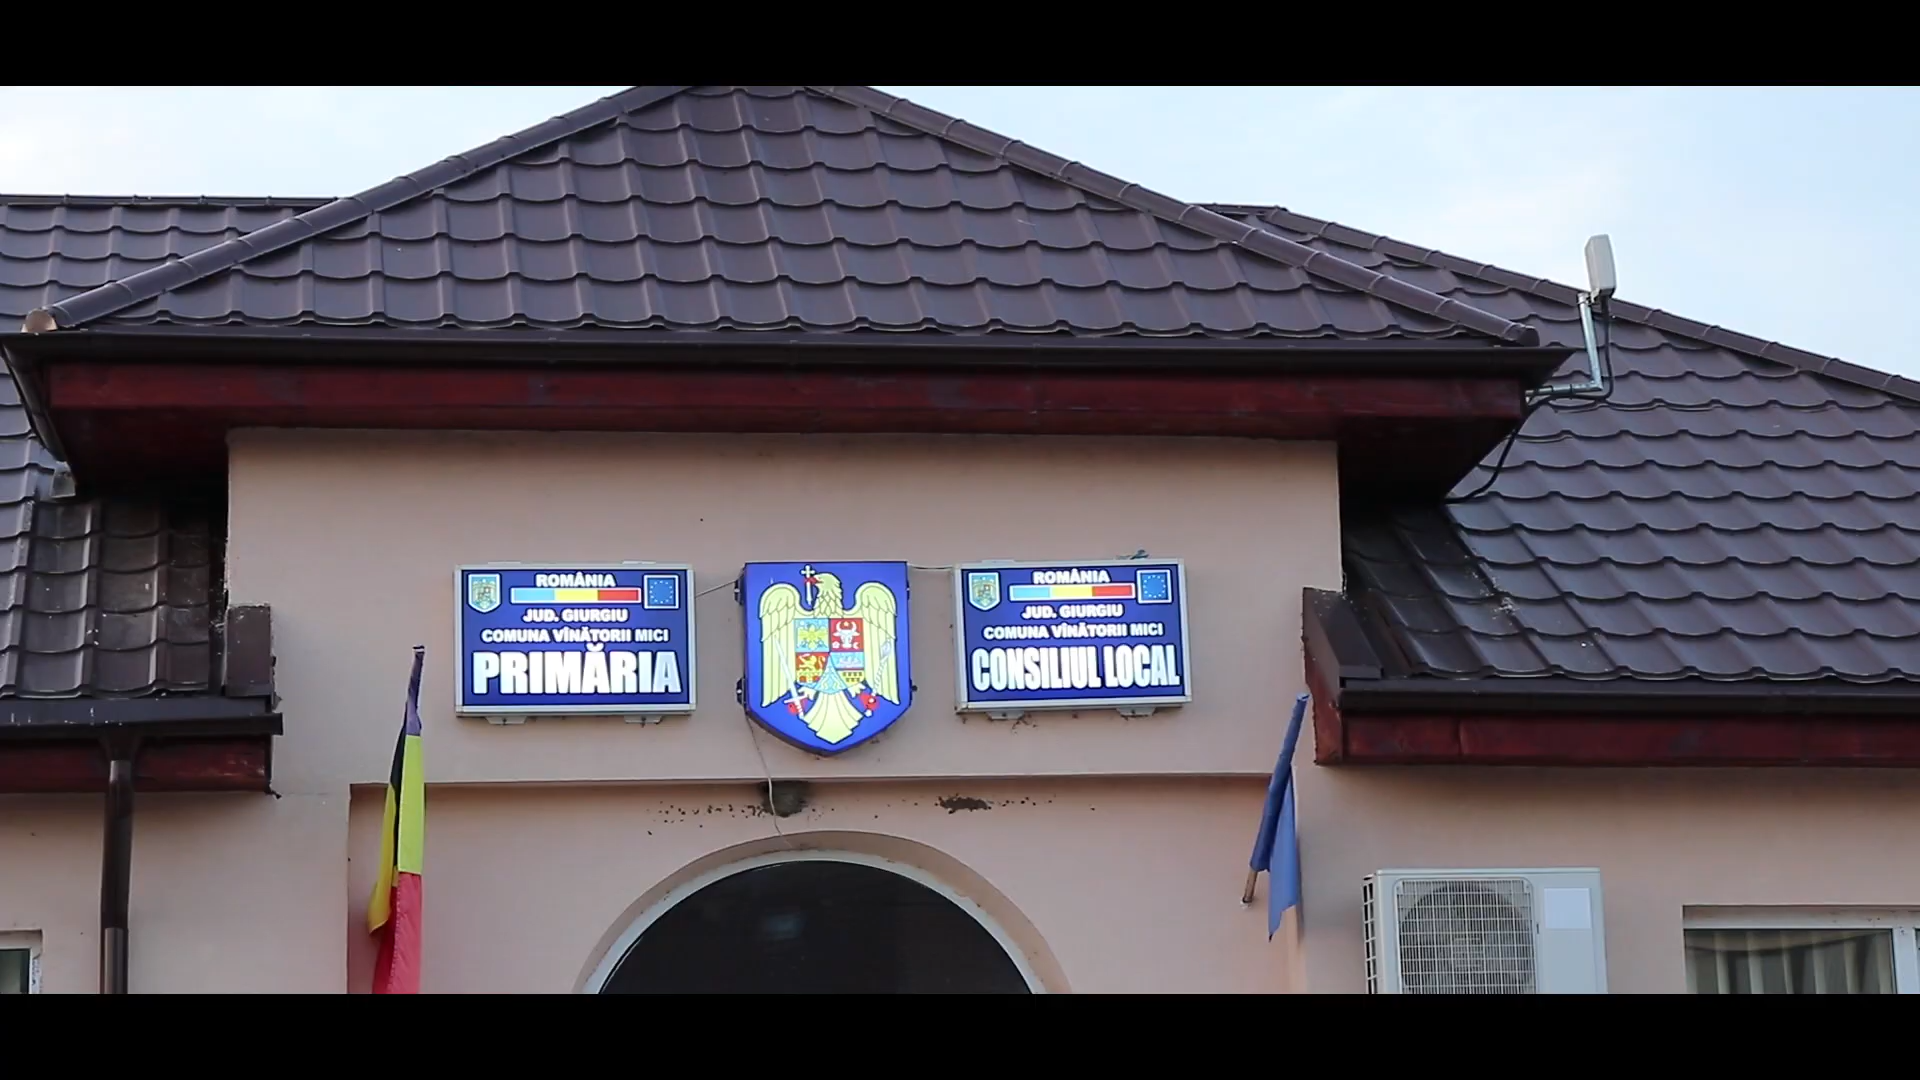 ROMÂNIA
JUD. GIURGIU
COMUNA VÎNĂTORII MICI
PRIMĂRIA
ROMÂNIA
JUD. GIURGIU
COMUNA VÎNĂTORII MICI
CONSILIUL LOCAL